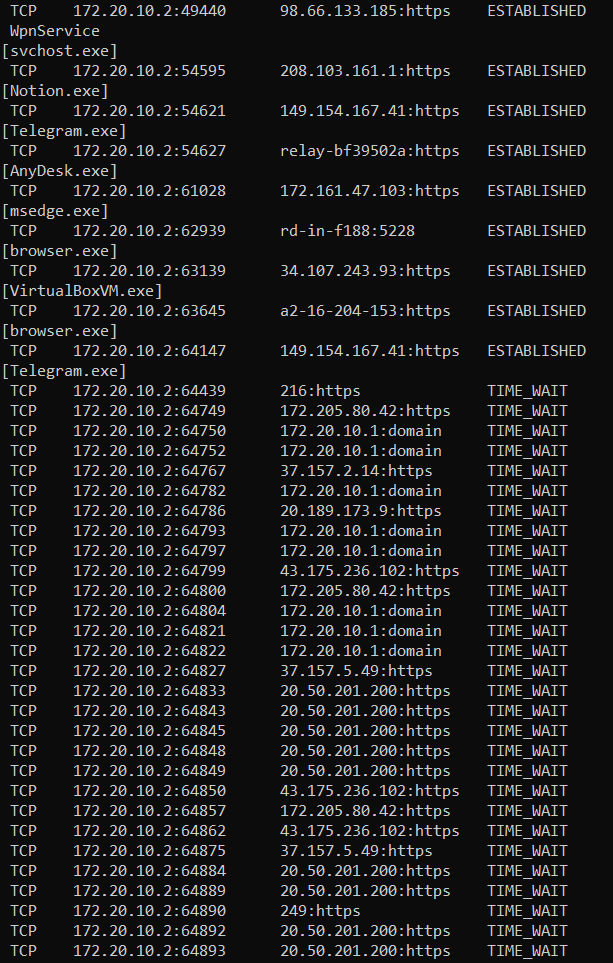 TCP 172.20.10.2:49440 98.66.133.185:https ESTABLISHED
WpnService
[svchost.exe]
TCP 172.20.10.2:54595 208.103.161.1:https ESTABLISHED
[Notion.exe]
TCP 172.20.10.2:54621 149.154.167.41:https ESTABLISHED
[Telegram.exe]
TCP 172.20.10.2:54627 relay-bf39502a:https ESTABLISHED
[AnyDesk.exe]
TCP 172.20.10.2:61028 172.161.47.103:https ESTABLISHED
[msedge.exe]
TCP 172.20.10.2:62939 rd-in-f188:5228 ESTABLISHED
[browser.exe]
TCP 172.20.10.2:63139 34.107.243.93:https ESTABLISHED
[VirtualBoxVM.exe]
TCP 172.20.10.2:63645 a2-16-204-153:https ESTABLISHED
[browser.exe]
TCP 172.20.10.2:64147 149.154.167.41:https ESTABLISHED
[Telegram.exe]
TCP 172.20.10.2:64439 216:https TIME_WAIT
TCP 172.20.10.2:64749 172.205.80.42:https TIME_WAIT
TCP 172.20.10.2:64750 172.20.10.1:domain TIME_WAIT
TCP 172.20.10.2:64752 172.20.10.1:domain TIME_WAIT
TCP 172.20.10.2:64767 37.157.2.14:https TIME_WAIT
TCP 172.20.10.2:64782 172.20.10.1:domain TIME_WAIT
TCP 172.20.10.2:64786 20.189.173.9:https TIME_WAIT
TCP 172.20.10.2:64793 172.20.10.1:domain TIME_WAIT
TCP 172.20.10.2:64797 172.20.10.1:domain TIME_WAIT
TCP 172.20.10.2:64799 43.175.236.102:https TIME_WAIT
TCP 172.20.10.2:64800 172.205.80.42:https TIME_WAIT
TCP 172.20.10.2:64804 172.20.10.1:domain TIME_WAIT
TCP 172.20.10.2:64821 172.20.10.1:domain TIME_WAIT
TCP 172.20.10.2:64822 172.20.10.1:domain TIME_WAIT
TCP 172.20.10.2:64827 37.157.5.49:https TIME_WAIT
TCP 172.20.10.2:64833 20.50.201.200:https TIME_WAIT
TCP 172.20.10.2:64843 20.50.201.200:https TIME_WAIT
TCP 172.20.10.2:64845 20.50.201.200:https TIME_WAIT
TCP 172.20.10.2:64848 20.50.201.200:https TIME_WAIT
TCP 172.20.10.2:64849 20.50.201.200:https TIME_WAIT
TCP 172.20.10.2:64850 43.175.236.102:https TIME_WAIT
TCP 172.20.10.2:64857 172.205.80.42:https TIME_WAIT
TCP 172.20.10.2:64862 43.175.236.102:https TIME_WAIT
TCP 172.20.10.2:64875 37.157.5.49:https TIME_WAIT
TCP 172.20.10.2:64884 20.50.201.200:https TIME_WAIT
TCP 172.20.10.2:64889 20.50.201.200:https TIME_WAIT
TCP 172.20.10.2:64890 249:https TIME_WAIT
TCP 172.20.10.2:64892 20.50.201.200:https TIME_WAIT
TCP 172.20.10.2:64893 20.50.201.200:https TIME_WAIT